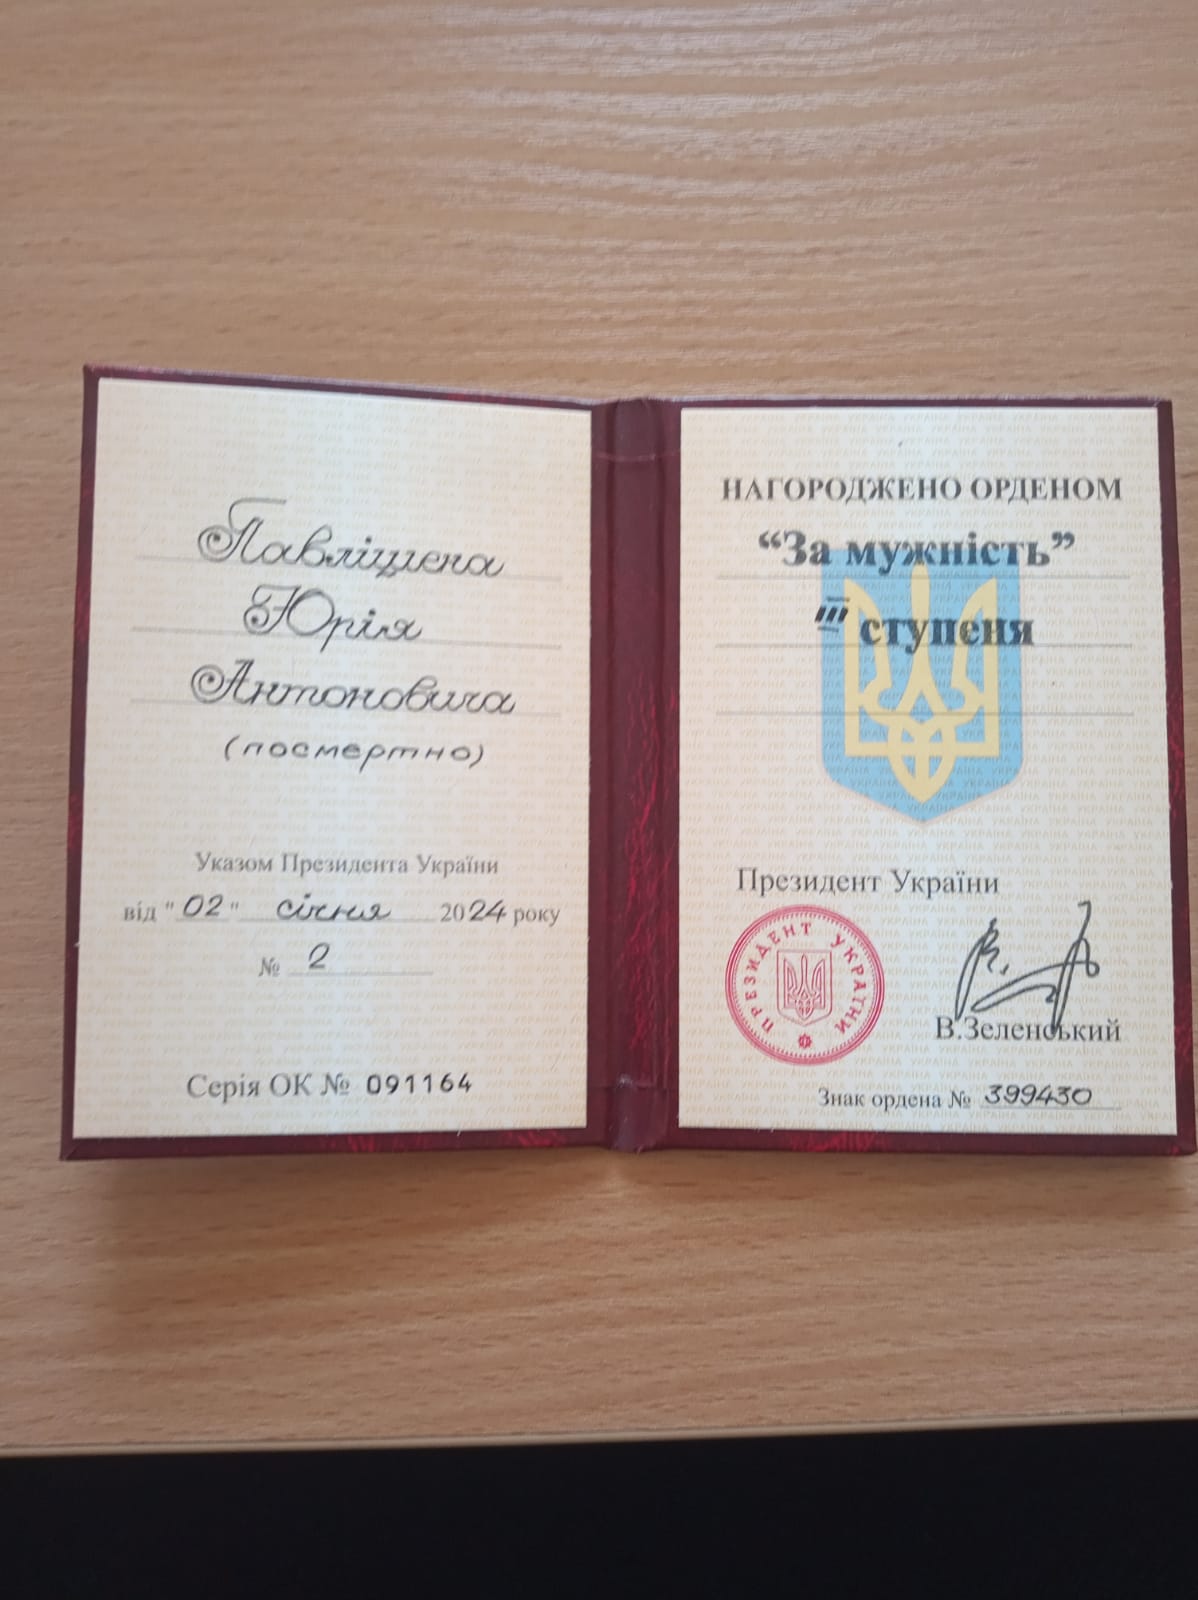 Павліщена
Юрія
Антоновича
(посмертно)
Указом Президента України
від "02" січня 2024 року
№ 2
Серія ОК № 091164
НАГОРОДЖЕНО ОРДЕНОМ
“За мужність”
III ступеня
Президент України
ПРЕЗИДЕНТ УКРАЇНИ
В.Зеленський
Знак ордена № 399430